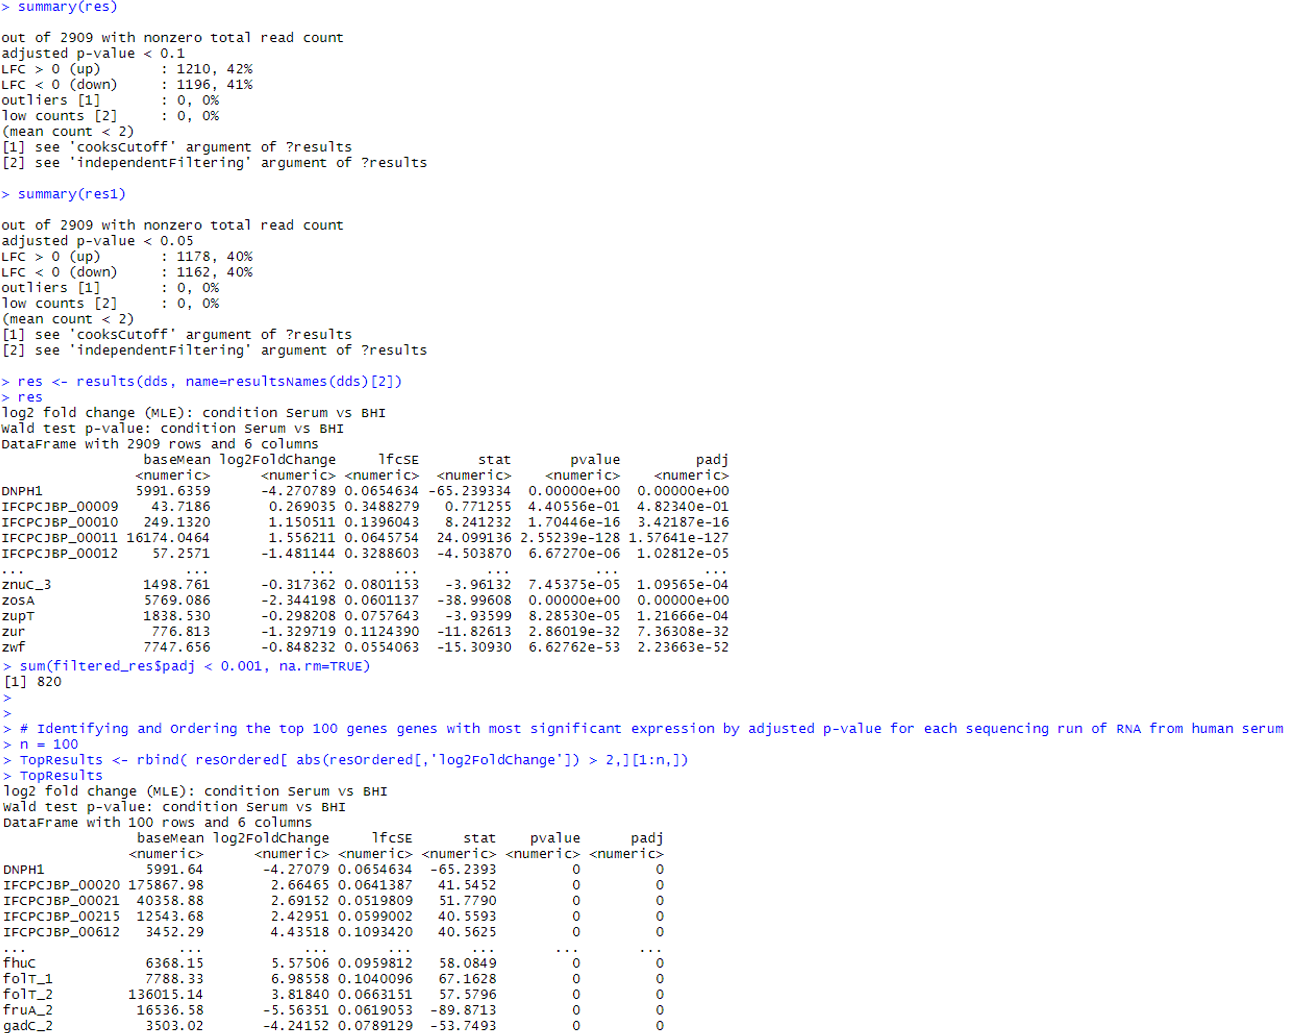 > summary(res)
out of 2909 with nonzero total read count
adjusted p-value < 0.1
LFC > 0 (up)       : 1210, 42%
LFC < 0 (down)     : 1196, 41%
outliers [1]       : 0, 0%
low counts [2]     : 0, 0%
(mean count < 2)
[1] see 'cooksCutoff' argument of ?results
[2] see 'independentFiltering' argument of ?results
> summary(res1)
out of 2909 with nonzero total read count
adjusted p-value < 0.05
LFC > 0 (up)       : 1178, 40%
LFC < 0 (down)     : 1162, 40%
outliers [1]       : 0, 0%
low counts [2]     : 0, 0%
(mean count < 2)
[1] see 'cooksCutoff' argument of ?results
[2] see 'independentFiltering' argument of ?results
> res <- results(dds, name=resultsNames(dds)[2])
> res
log2 fold change (MLE): condition Serum vs BHI
Wald test p-value: condition Serum vs BHI
DataFrame with 2909 rows and 6 columns
baseMean log2FoldChange lfcSE stat pvalue padj
<numeric> <numeric> <numeric> <numeric> <numeric> <numeric>
DNPH1 5991.6359 -4.270789 0.0654634 -65.239334 0.00000e+00 0.00000e+00
IFCPCJBP_00009 43.7186 0.269035 0.3488279 0.771255 4.40556e-01 4.82340e-01
IFCPCJBP_00010 249.1320 1.150511 0.1396043 8.241232 1.70446e-16 3.42187e-16
IFCPCJBP_00011 16174.0464 1.556211 0.0645754 24.099136 2.55239e-128 1.57641e-127
IFCPCJBP_00012 57.2571 -1.481144 0.3288603 -4.503870 6.67270e-06 1.02812e-05
... ... ... ... ... ... ...
znuC_3 1498.761 -0.317362 0.0801153 -3.96132 7.45375e-05 1.09565e-04
zosA 5769.086 -2.344198 0.0601137 -38.99608 0.00000e+00 0.00000e+00
zupT 1838.530 -0.298208 0.0757643 -3.93599 8.28530e-05 1.21666e-04
zur 776.813 -1.329719 0.1124390 -11.82613 2.86019e-32 7.36308e-32
zwf 7747.656 -0.848232 0.0554063 -15.30930 6.62762e-53 2.23663e-52
> sum(filtered_res$padj < 0.001, na.rm=TRUE)
[1] 820
>
>
> # Identifying and Ordering the top 100 genes genes with most significant expression by adjusted p-value for each sequencing run of RNA from human serum
> n = 100
> TopResults <- rbind( resOrdered[ abs(resOrdered[,'log2FoldChange']) > 2,][1:n,])
> TopResults
log2 fold change (MLE): condition Serum vs BHI
Wald test p-value: condition Serum vs BHI
DataFrame with 100 rows and 6 columns
baseMean log2FoldChange lfcSE stat pvalue padj
<numeric> <numeric> <numeric> <numeric> <numeric> <numeric>
DNPH1 5991.64 -4.27079 0.0654634 -65.2393 0 0
IFCPCJBP_00020 175867.98 2.66465 0.0641387 41.5452 0 0
IFCPCJBP_00021 40358.88 2.69152 0.0519809 51.7790 0 0
IFCPCJBP_00215 12543.68 2.42951 0.0599002 40.5593 0 0
IFCPCJBP_00612 3452.29 4.43518 0.1093420 40.5625 0 0
... ... ... ... ... ... ...
fhuC 6368.15 5.57506 0.0959812 58.0849 0 0
folT_1 7788.33 6.98558 0.1040096 67.1628 0 0
folT_2 136015.14 3.81840 0.0663151 57.5796 0 0
fruA_2 16536.58 -5.56351 0.0619053 -89.8713 0 0
gadC_2 3503.02 -4.24152 0.0789129 -53.7493 0 0